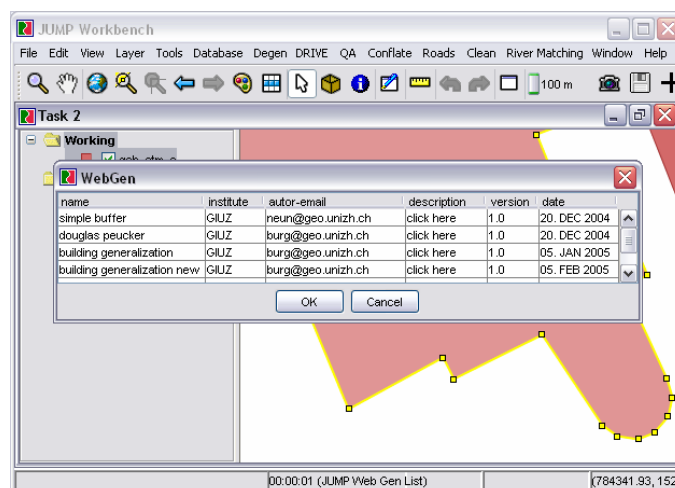 JUMP Workbench
File Edit View Layer Tools Database Degen DRIVE QA Conflate Roads Clean River Matching Window Help
100 m
Task 2
Working
WebGen
name institute autor-email description version date
simple buffer GIUZ neun@geo.unizh.ch click here 1.0 20. DEC 2004
douglas peucker GIUZ burg@geo.unizh.ch click here 1.0 20. DEC 2004
building generalization GIUZ burg@geo.unizh.ch click here 1.0 05. JAN 2005
building generalization new GIUZ burg@geo.unizh.ch click here 1.0 05. FEB 2005
OK Cancel
00:00:01 (JUMP Web Gen List) (784341.93, 152